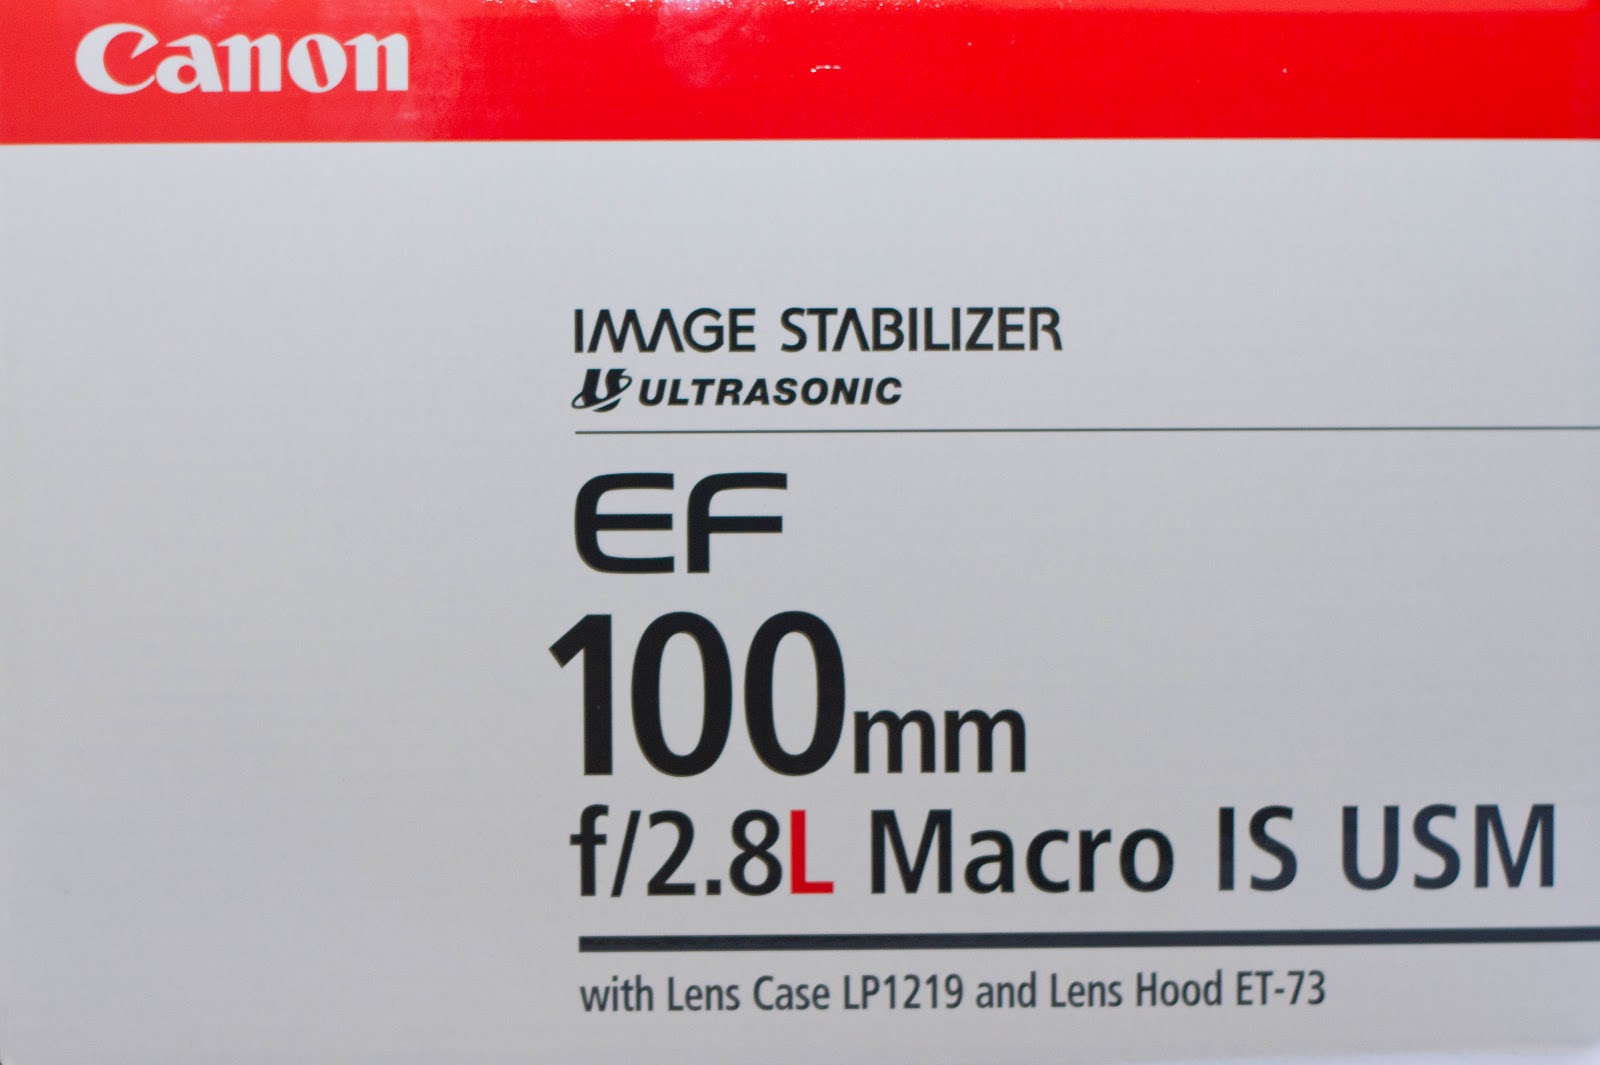 Canon
IMAGE STABILIZER
ULTRASONIC
EF
100mm
f/2.8L Macro IS USM
with Lens Case LP1219 and Lens Hood ET-73